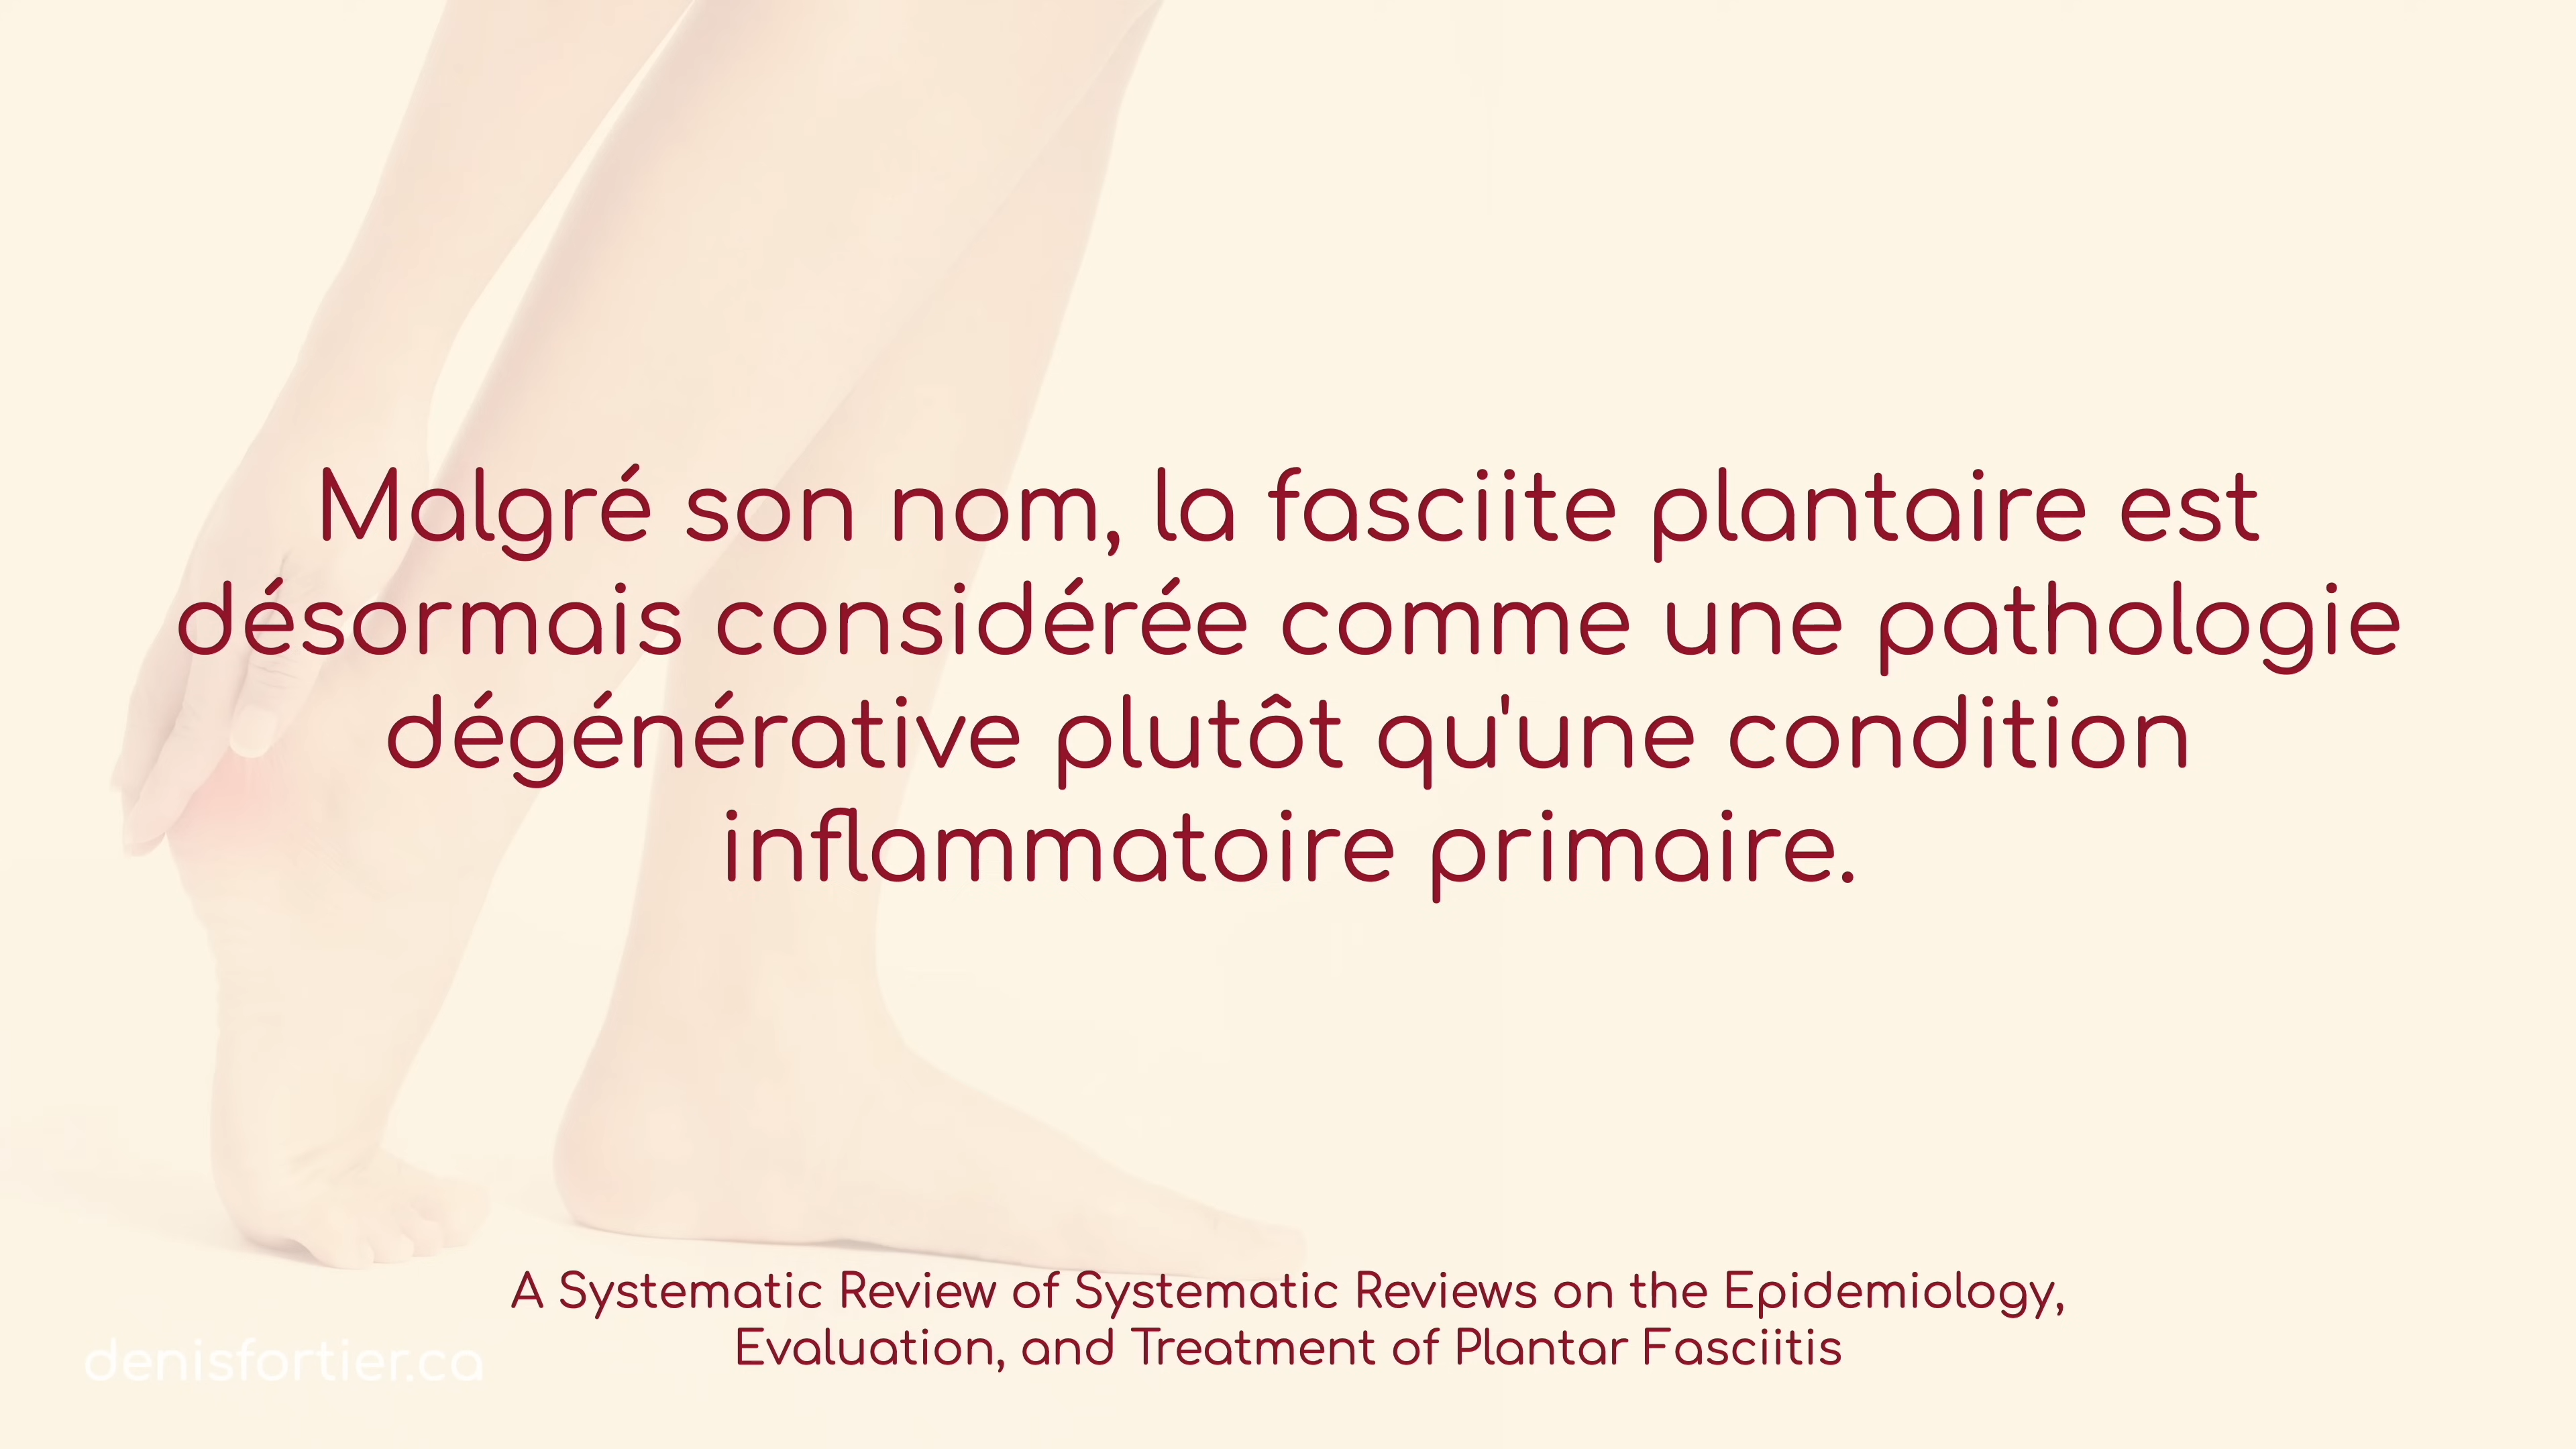 Malgré son nom, la fasciite plantaire est
désormais considérée comme une pathologie
dégénérative plutôt qu'une condition
inflammatoire primaire.
A Systematic Review of Systematic Reviews on the Epidemiology,
Evaluation, and Treatment of Plantar Fasciitis
denisfortier.ca